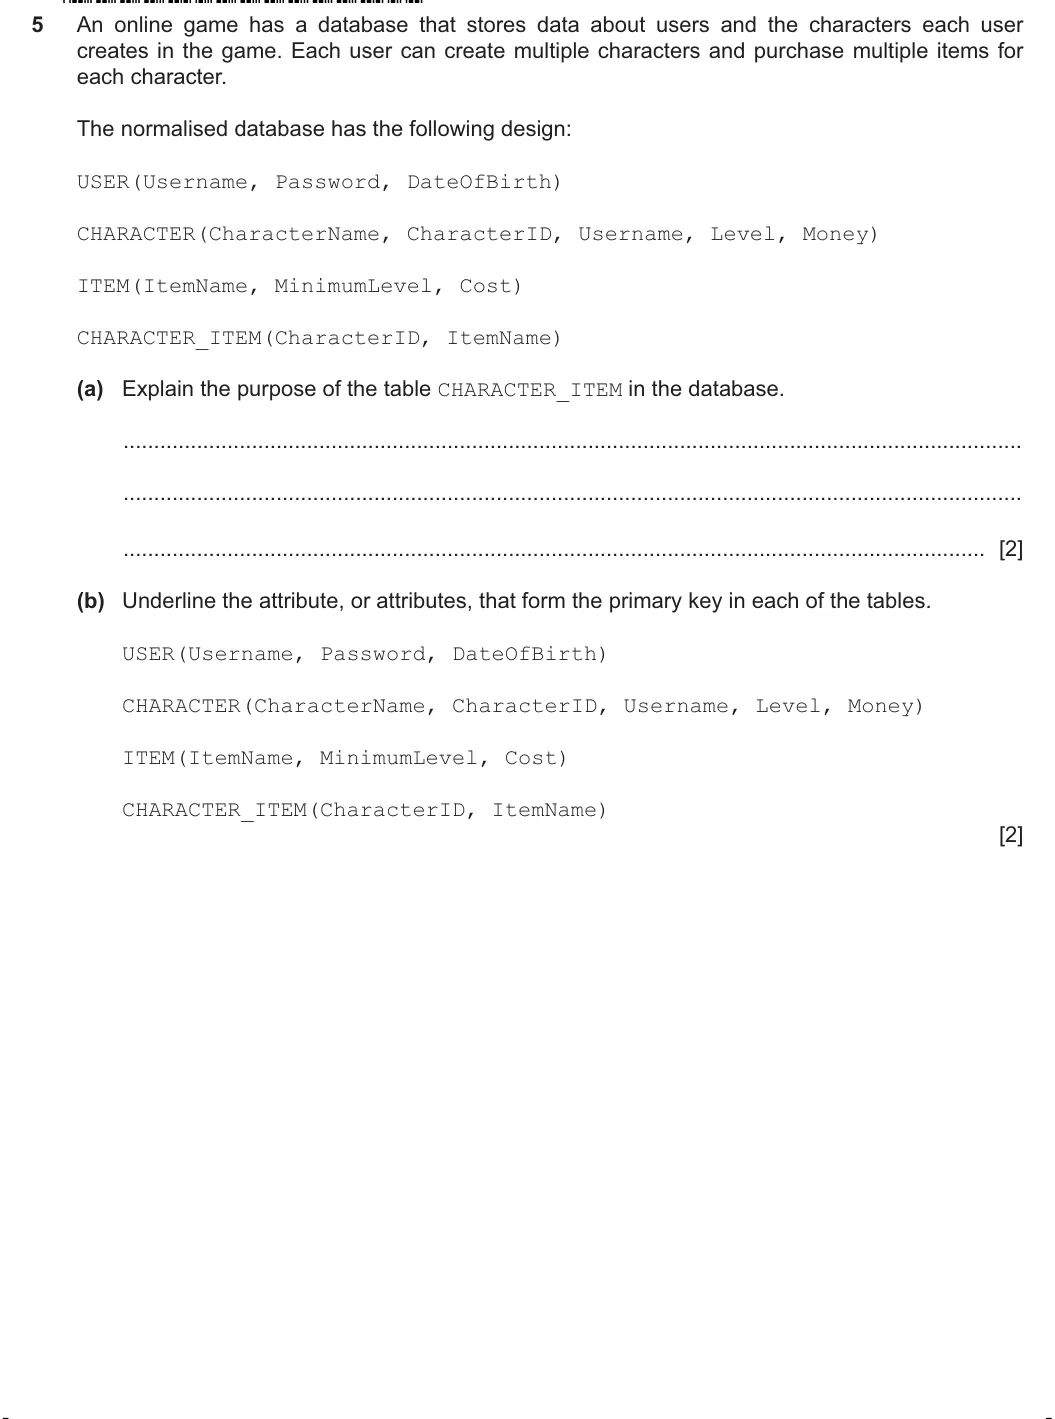 5 An online game has a database that stores data about users and the characters each user
creates in the game. Each user can create multiple characters and purchase multiple items for
each character.
The normalised database has the following design:
USER(Username, Password, DateOfBirth)
CHARACTER(CharacterName, CharacterID, Username, Level, Money)
ITEM(ItemName, MinimumLevel, Cost)
CHARACTER_ITEM(CharacterID, ItemName)
(a) Explain the purpose of the table CHARACTER_ITEM in the database.
[2]
(b) Underline the attribute, or attributes, that form the primary key in each of the tables.
USER(Username, Password, DateOfBirth)
CHARACTER(CharacterName, CharacterID, Username, Level, Money)
ITEM(ItemName, MinimumLevel, Cost)
CHARACTER_ITEM(CharacterID, ItemName)
[2]